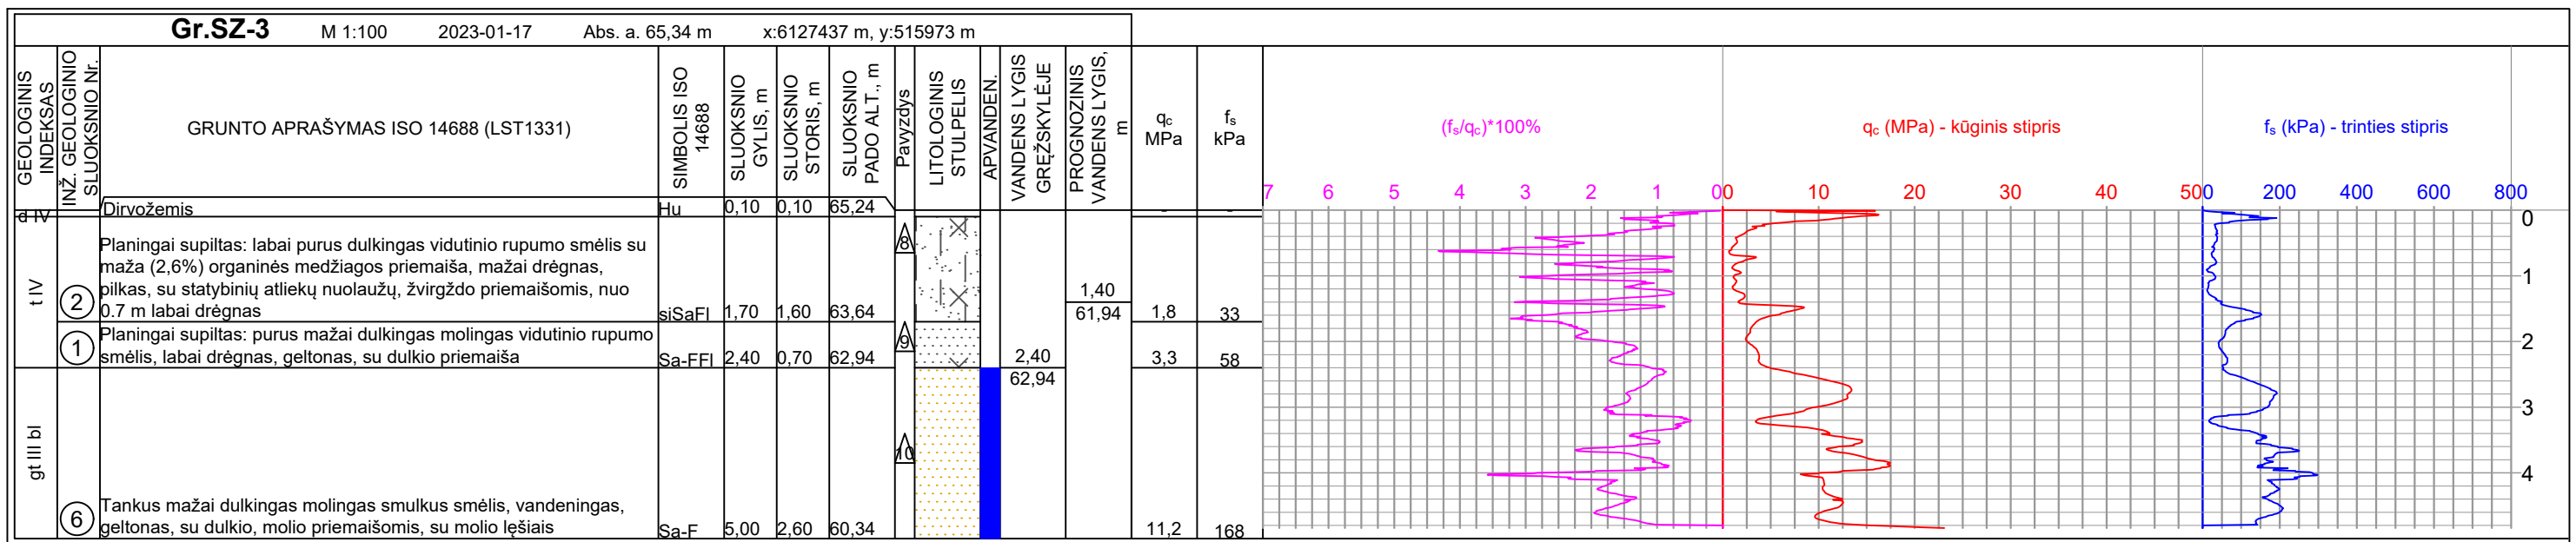 Gr.SZ-3 M 1:100 2023-01-17 Abs. a. 65,34 m x:6127437 m, y:515973 m
GEOLOGINIS
INDEKSAS
INŽ. GEOLOGINIO
SLUOKSNIO Nr.
GRUNTO APRAŠYMAS ISO 14688 (LST1331)
SIMBOLIS ISO
14688
SLUOKSNIO
GYLIS, m
SLUOKSNIO
STORIS, m
SLUOKSNIO
PADO ALT., m
Pavyzdys
LITOLOGINIS
STULPELIS
APVANDEN.
VANDENS LYGIS
GRĘŽSKYLĖJE
PROGNOZINIS
VANDENS LYGIS,
m
qc
MPa
fs
kPa
(fs/qc)*100%
qc (MPa) - kūginis stipris
fs (kPa) - trinties stipris
7 6 5 4 3 2 1 0
0 10 20 30 40 50
0 200 400 600 800
d IV Dirvožemis Hu 0,10 0,10 65,24
0
8
Planingai supiltas: labai purus dulkingas vidutinio rupumo smėlis su
maža (2,6%) organinės medžiagos priemaiša, mažai drėgnas,
pilkas, su statybinių atliekų nuolaužų, žvirgždo priemaišomis, nuo
0.7 m labai drėgnas
t IV
2
siSaFl 1,70 1,60 63,64
1,40
61,94
1,8 33
1
Planingai supiltas: purus mažai dulkingas molingas vidutinio rupumo
smėlis, labai drėgnas, geltonas, su dulkio priemaiša
1
Sa-FFl 2,40 0,70 62,94
9
2,40
62,94
3,3 58
2
3
gt III bl
10
4
Tankus mažai dulkingas molingas smulkus smėlis, vandeningas,
geltonas, su dulkio, molio priemaišomis, su molio lęšiais
6
Sa-F 5,00 2,60 60,34
11,2 168